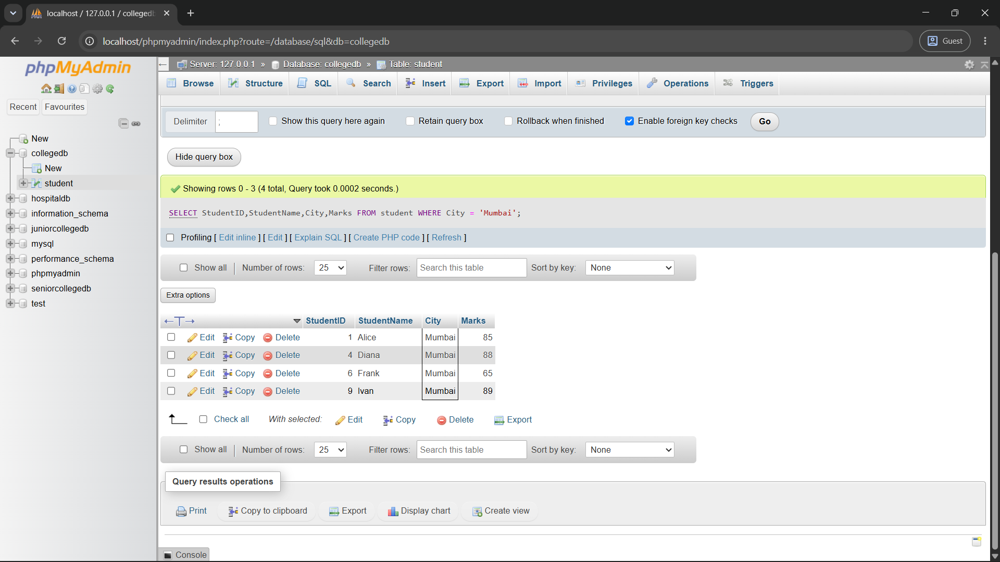 localhost / 127.0.0.1 / collegedb
localhost/phpmyadmin/index.php?route=/database/sql&db=collegedb
Guest
phpMyAdmin
Recent Favourites
New
collegedb
New
student
hospitaldb
information_schema
juniorcollegedb
mysql
performance_schema
phpmyadmin
seniorcollegedb
test
← Server: 127.0.0.1 » Database: collegedb » Table: student
Browse Structure SQL Search Insert Export Import Privileges Operations Triggers
Delimiter ; Show this query here again Retain query box Rollback when finished Enable foreign key checks Go
Hide query box
Showing rows 0 - 3 (4 total, Query took 0.0002 seconds.)
SELECT StudentID,StudentName,City,Marks FROM student WHERE City = 'Mumbai';
Profiling [ Edit inline ] [ Edit ] [ Explain SQL ] [ Create PHP code ] [ Refresh ]
Show all | Number of rows: 25 Filter rows: Search this table Sort by key: None
Extra options
←T→ StudentID StudentName City Marks
Edit Copy Delete 1 Alice Mumbai 85
Edit Copy Delete 4 Diana Mumbai 88
Edit Copy Delete 6 Frank Mumbai 65
Edit Copy Delete 9 Ivan Mumbai 89
Check all With selected: Edit Copy Delete Export
Show all | Number of rows: 25 Filter rows: Search this table Sort by key: None
Query results operations
Print Copy to clipboard Export Display chart Create view
Console